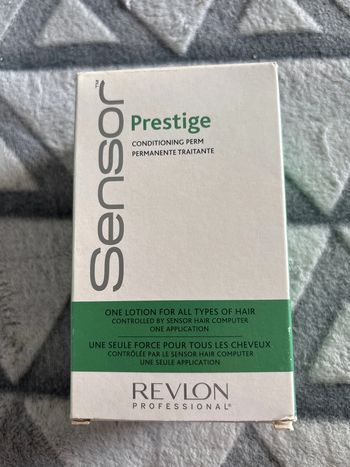 Sensor™
Prestige
CONDITIONING PERM
PERMANENTE TRAITANTE
ONE LOTION FOR ALL TYPES OF HAIR
CONTROLLED BY SENSOR HAIR COMPUTER
ONE APPLICATION
UNE SEULE FORCE POUR TOUS LES CHEVEUX
CONTRÔLÉE PAR LE SENSOR HAIR COMPUTER
UNE SEULE APPLICATION
REVLON
PROFESSIONAL®